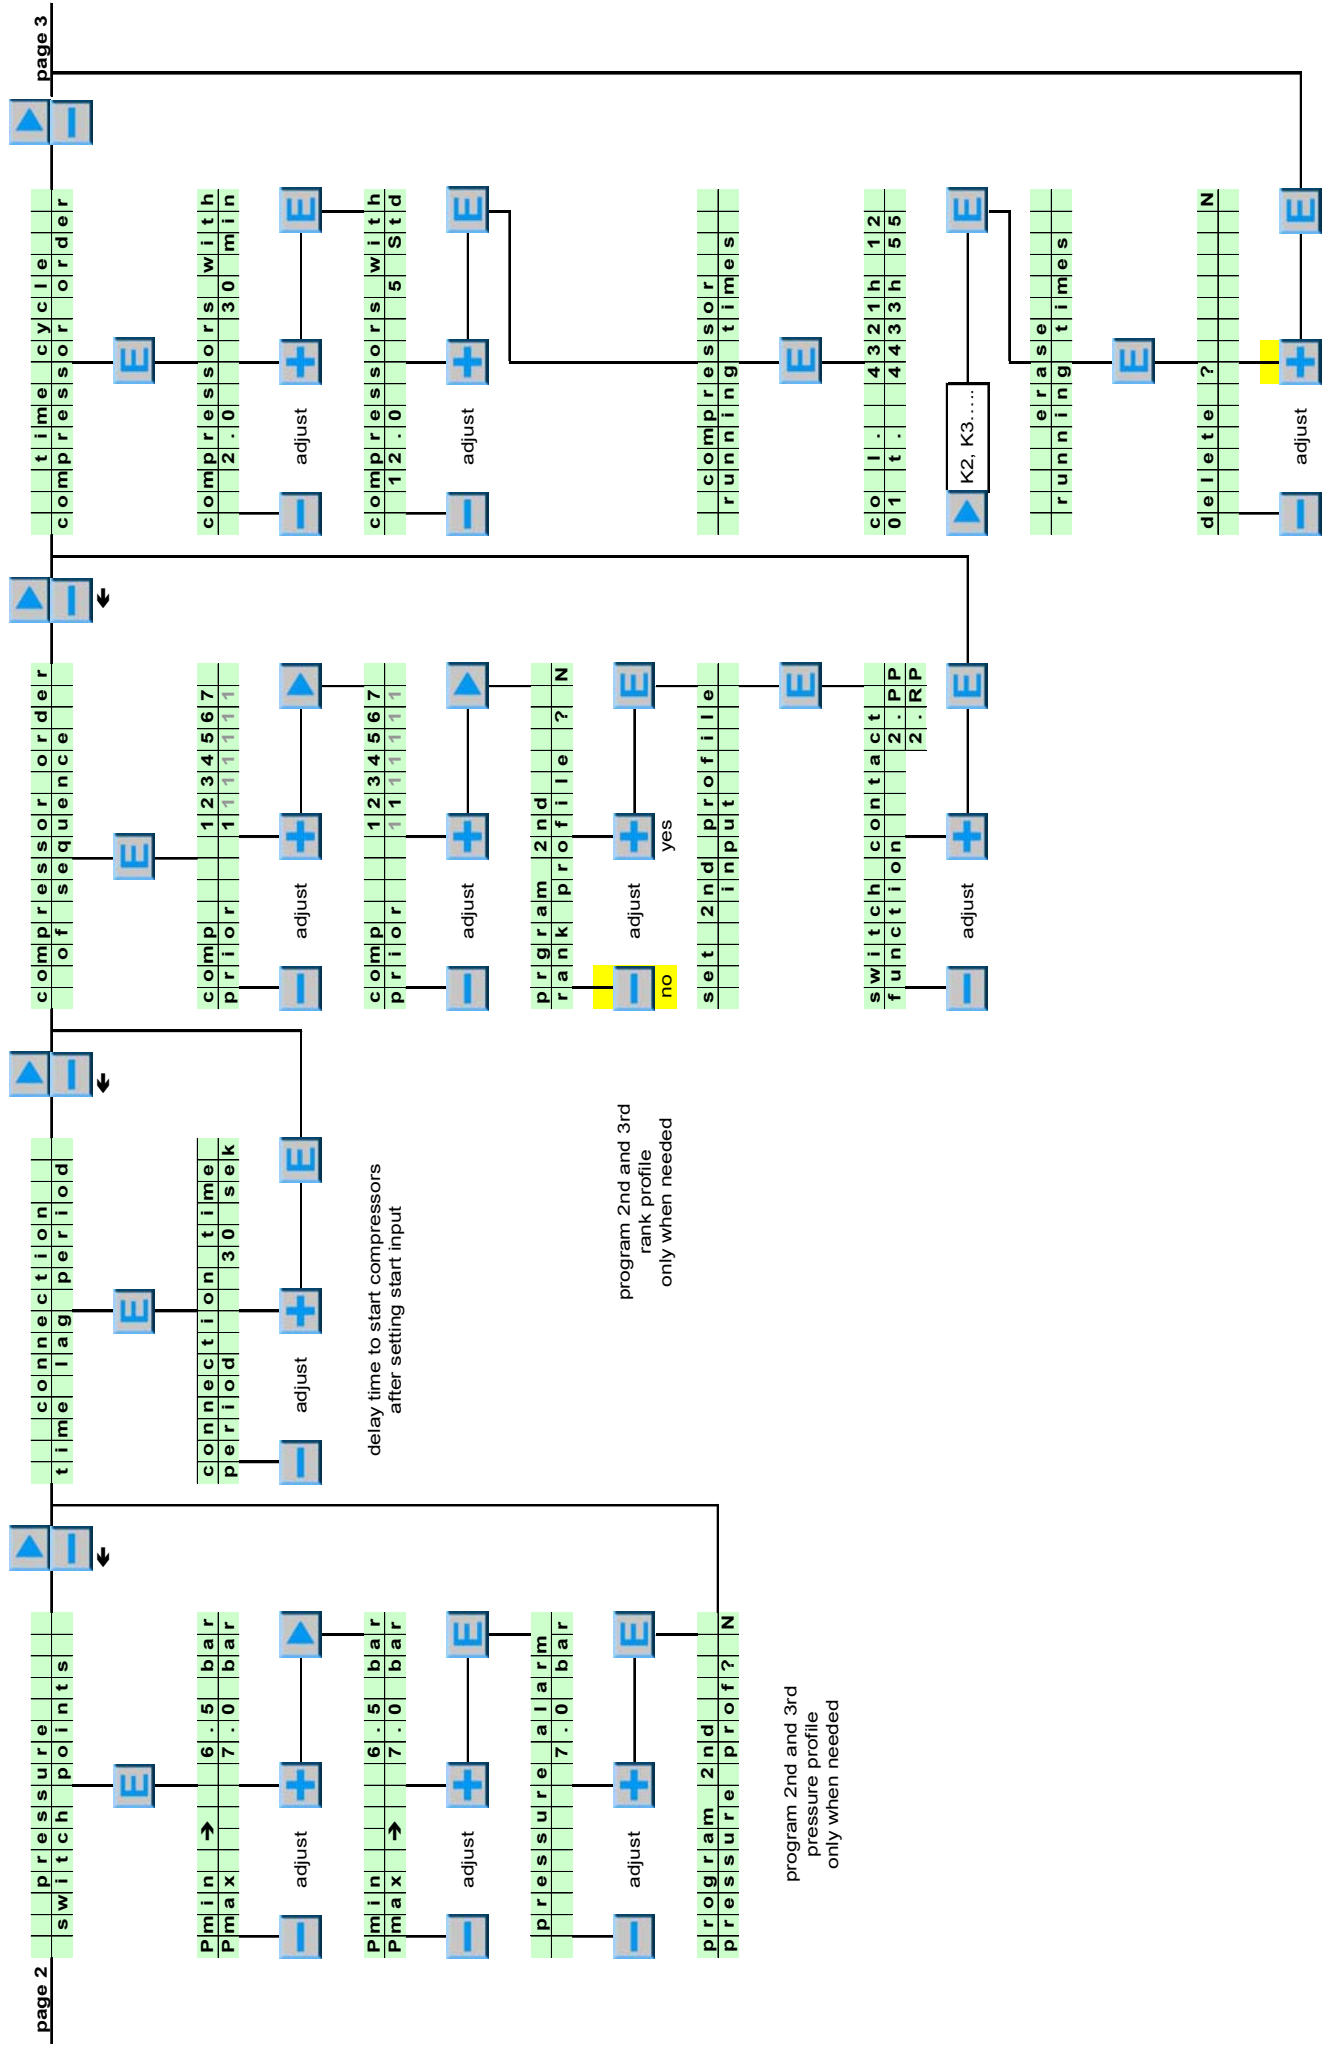 page 2
pressure
switch points
E
Pmin → 6.5 bar
Pmax 7.0 bar
adjust
Pmin 6.5 bar
Pmax → 7.0 bar
adjust
E
pressure alarm
7.0 bar
adjust
E
program 2nd
pressure prof? N
program 2nd and 3rd
pressure profile
only when needed
connection
time lag period
E
connection time
period 30 sek
adjust
E
delay time to start compressors
after setting start input
compressor order
of sequence
E
comp 1234567
prior 1111111
adjust
comp 1234567
prior 1111111
adjust
prgram 2nd
rank profile ? N
adjust
E
no
yes
program 2nd and 3rd
rank profile
only when needed
set 2nd profile
input
E
switch contact
function 2.PP
2.RP
adjust
E
time cycle
compressor order
E
compressors with
2.0 30 min
adjust
E
compressors with
12.0 5 Std
adjust
E
compressor
running times
E
co l. 4321h 12
01 t. 4433h 55
K2, K3…..
E
erase
running times
E
delete ? N
adjust
E
page 3